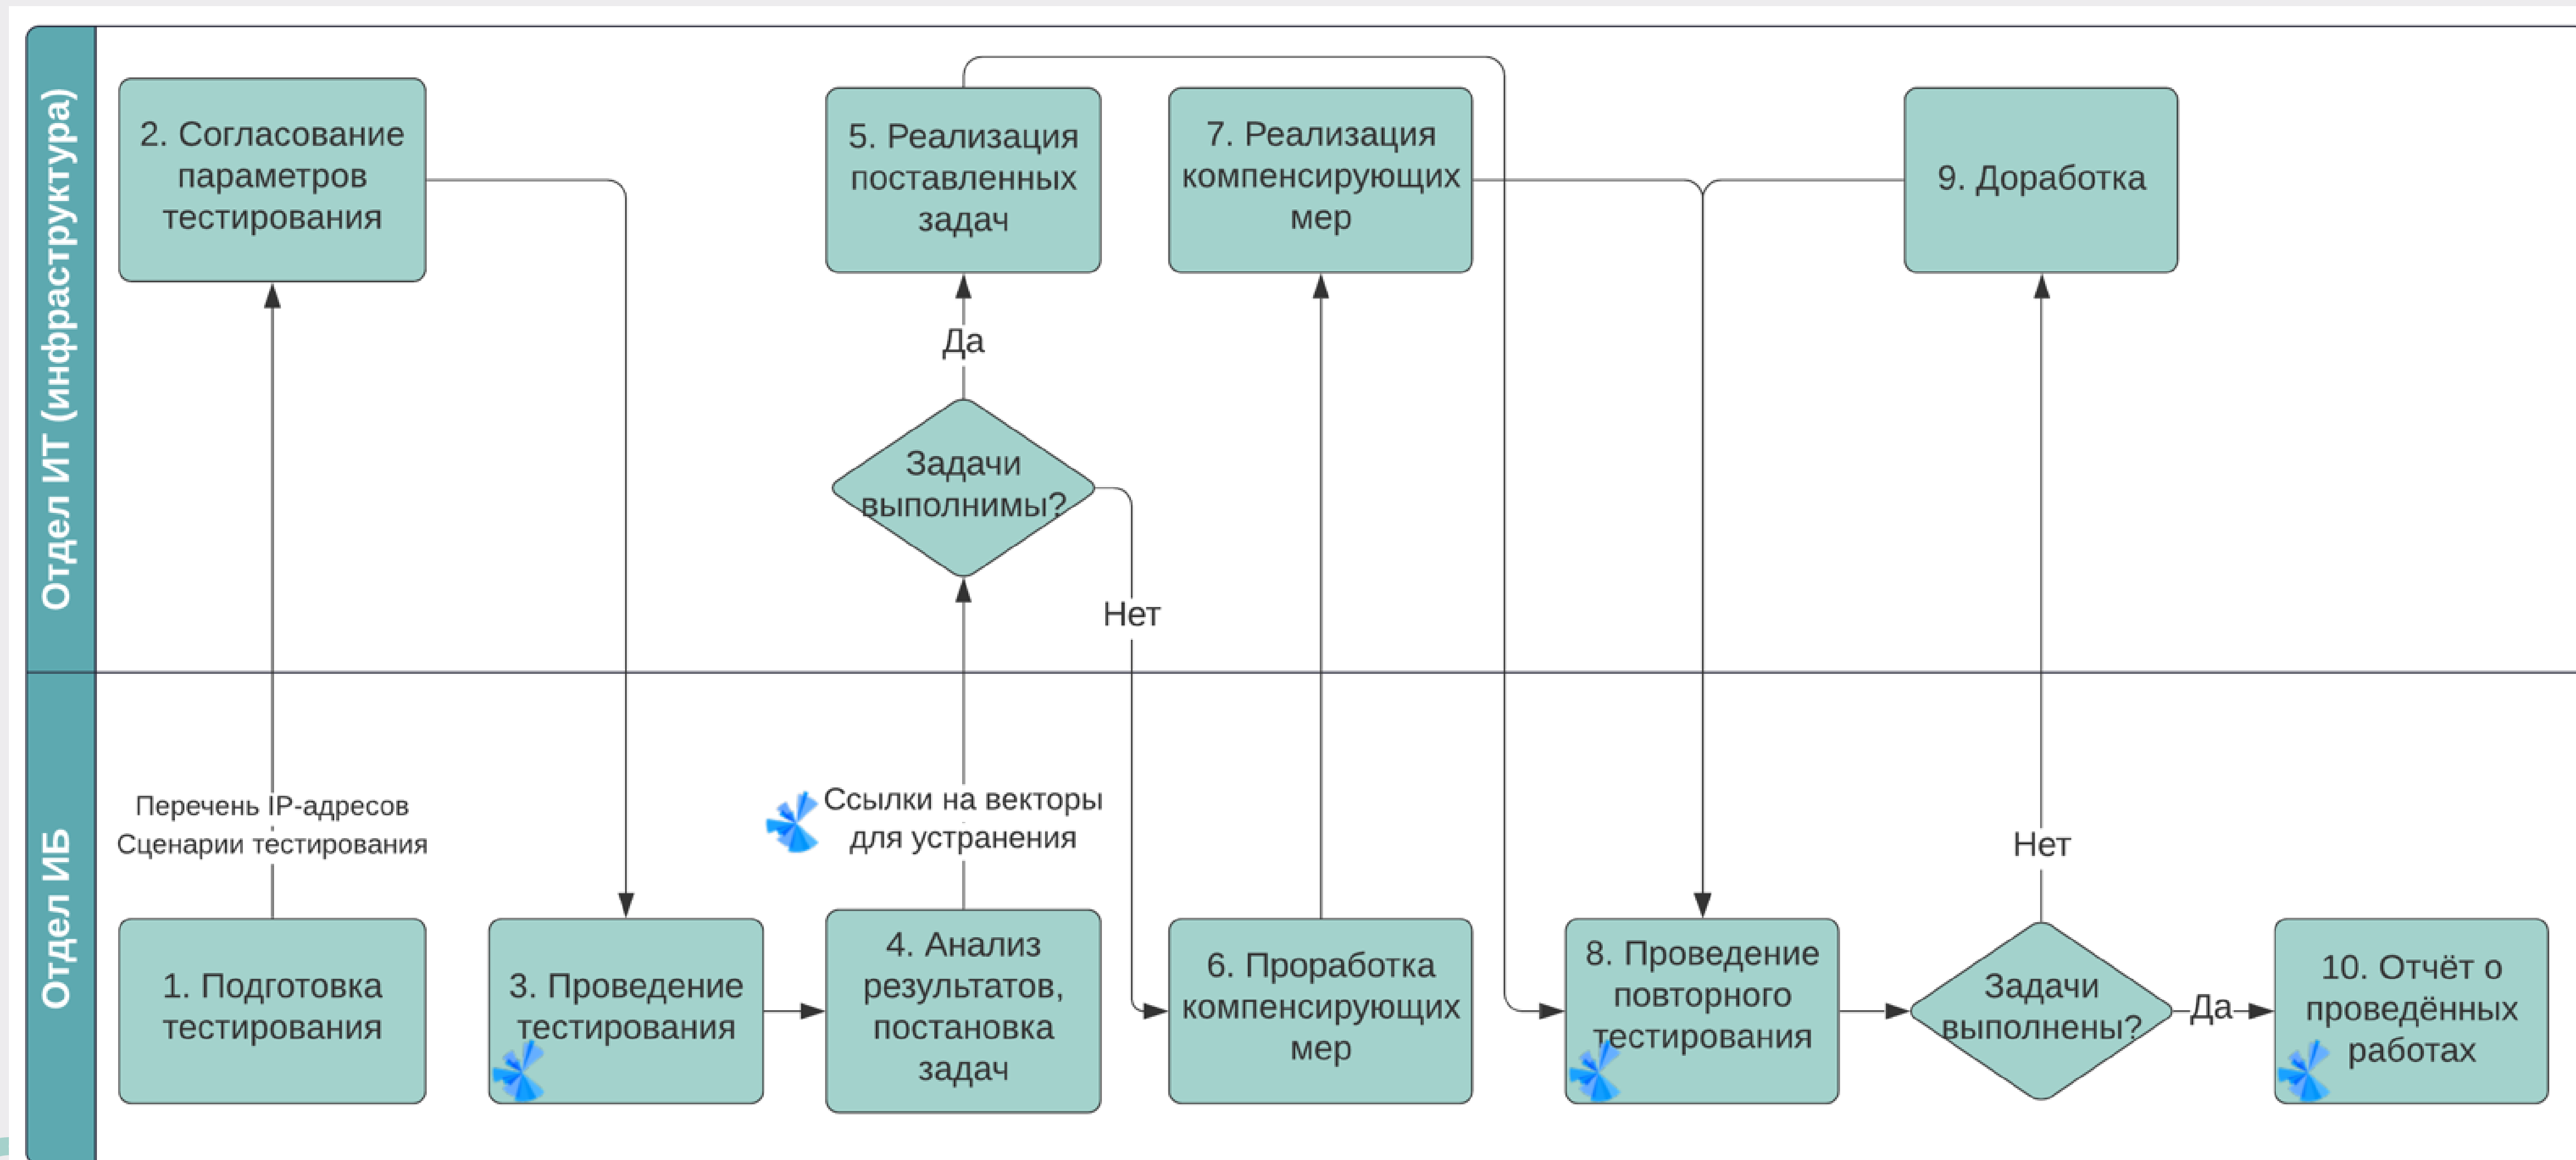 Отдел ИТ (инфраструктура)
2. Согласование
параметров
тестирования
5. Реализация
поставленных
задач
7. Реализация
компенсирующих
мер
9. Доработка
Да
Задачи
выполнимы?
Нет
Отдел ИБ
Перечень IP-адресов
Сценарии тестирования
Ссылки на векторы
для устранения
Нет
1. Подготовка
тестирования
3. Проведение
тестирования
4. Анализ
результатов,
постановка
задач
6. Проработка
компенсирующих
мер
8. Проведение
повторного
тестирования
Задачи
выполнены?
Да
10. Отчёт о
проведённых
работах